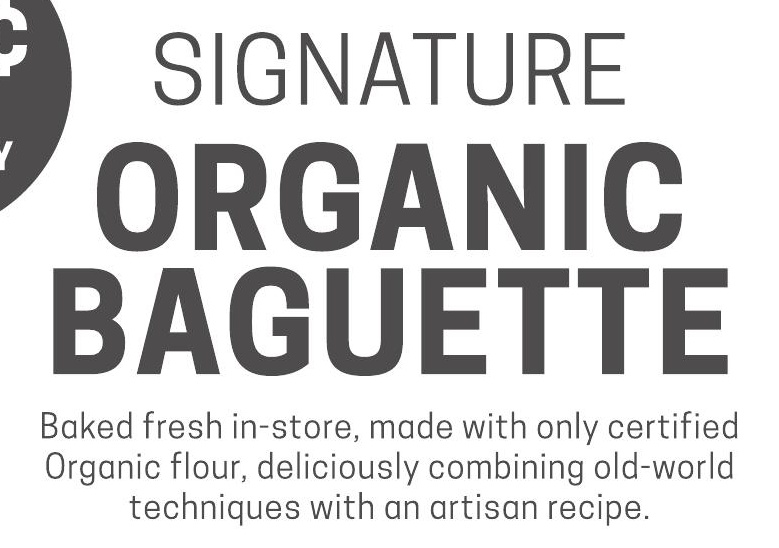 SIGNATURE
ORGANIC
BAGUETTE
Baked fresh in-store, made with only certified
Organic flour, deliciously combining old-world
techniques with an artisan recipe.